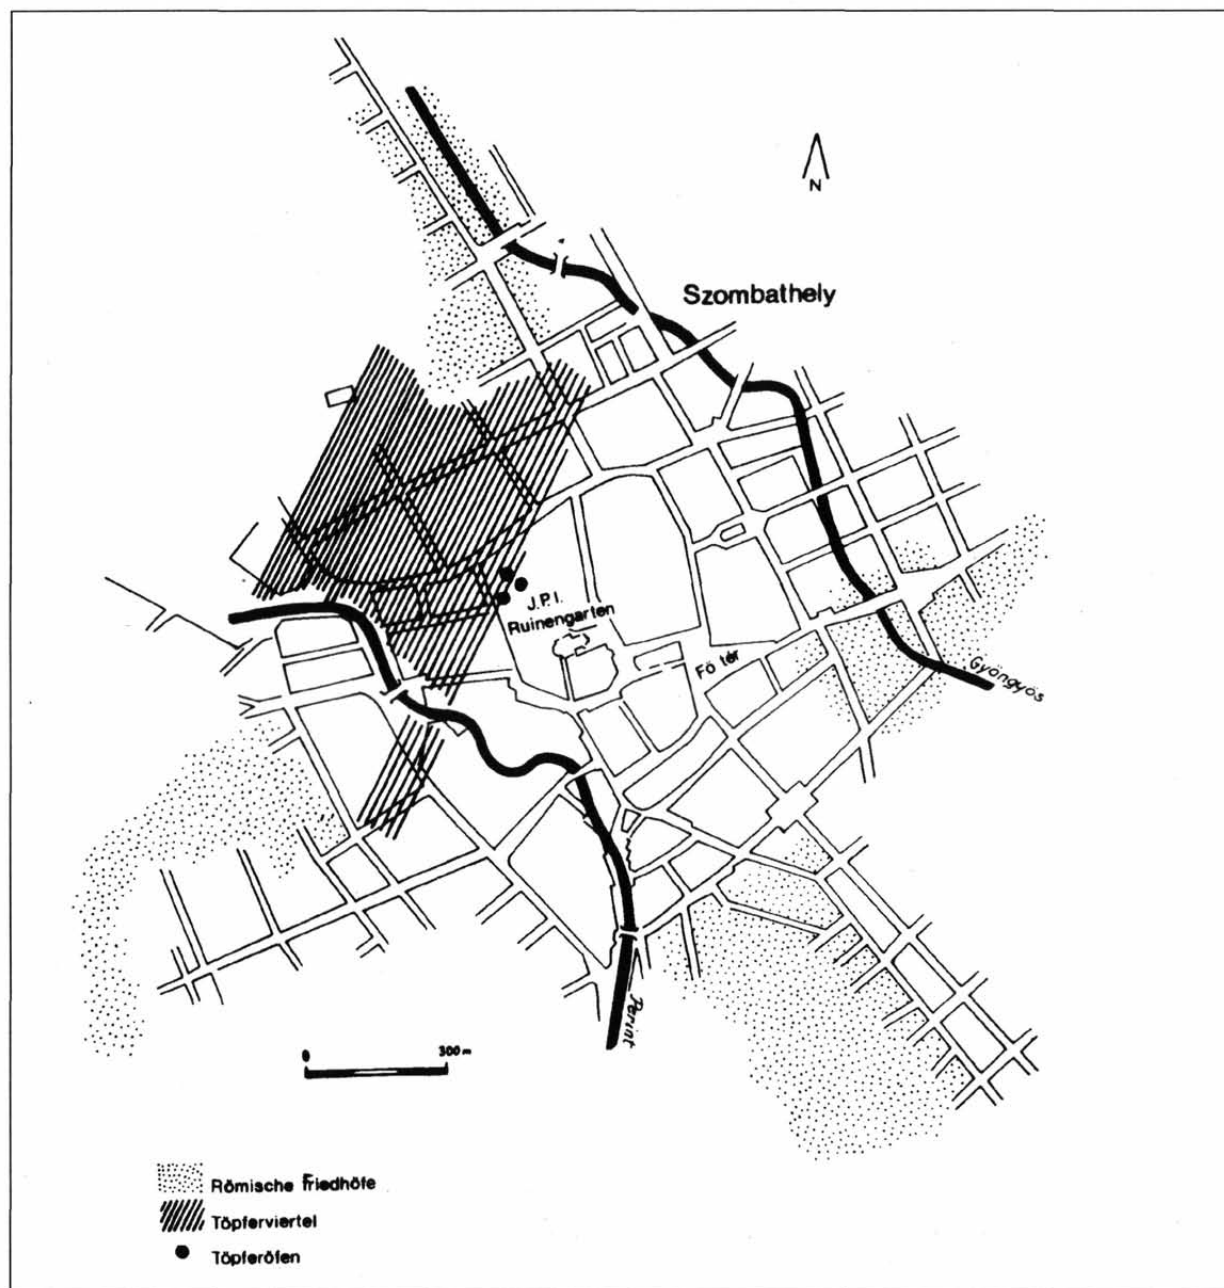 N
Szombathely
J.P.I.
Ruinengarten
Fő tér
Gyöngyös
Perint
0 300 m
Römische Friedhöfe
Töpferviertel
Töpferöfen